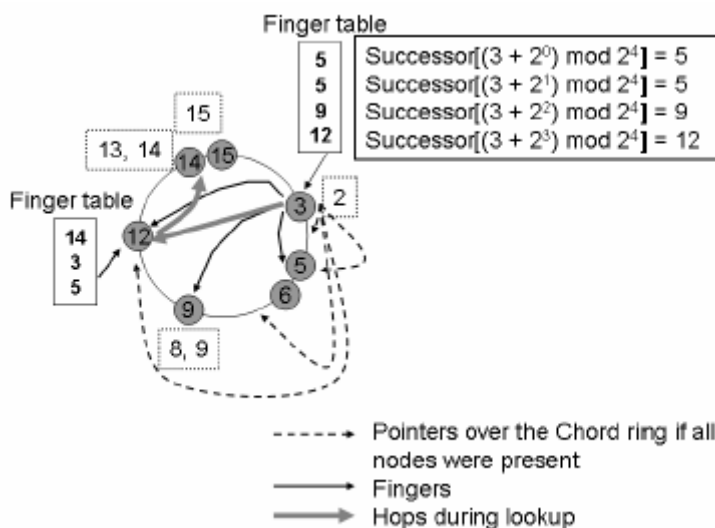 Finger table
5
5
9
12
Successor[(3 + 2⁰) mod 2⁴] = 5
Successor[(3 + 2¹) mod 2⁴] = 5
Successor[(3 + 2²) mod 2⁴] = 9
Successor[(3 + 2³) mod 2⁴] = 12
15
13, 14
14
15
Finger table
14
3
5
12
3
2
5
6
9
8, 9
Pointers over the Chord ring if all
nodes were present
Fingers
Hops during lookup